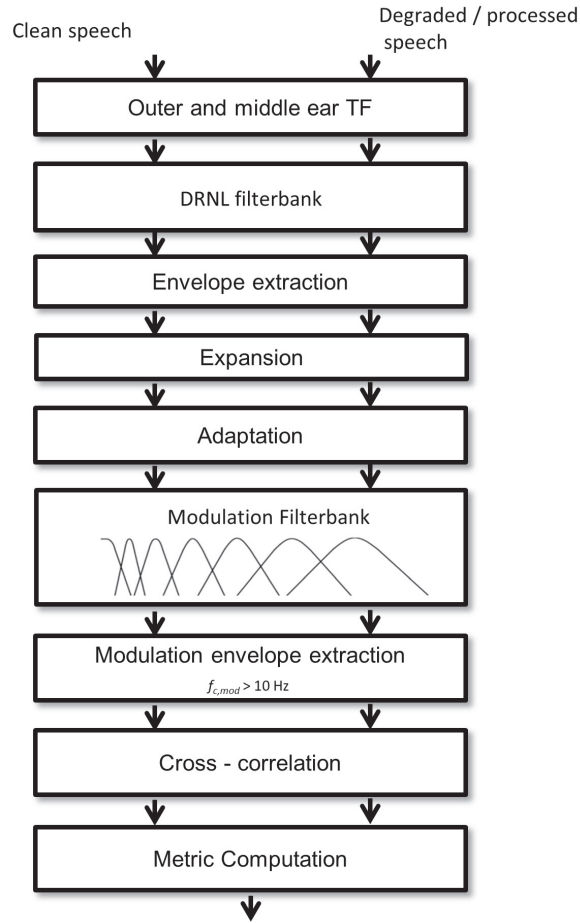 Clean speech
Degraded / processed
speech
Outer and middle ear TF
DRNL filterbank
Envelope extraction
Expansion
Adaptation
Modulation Filterbank
Modulation envelope extraction
fc,mod > 10 Hz
Cross - correlation
Metric Computation